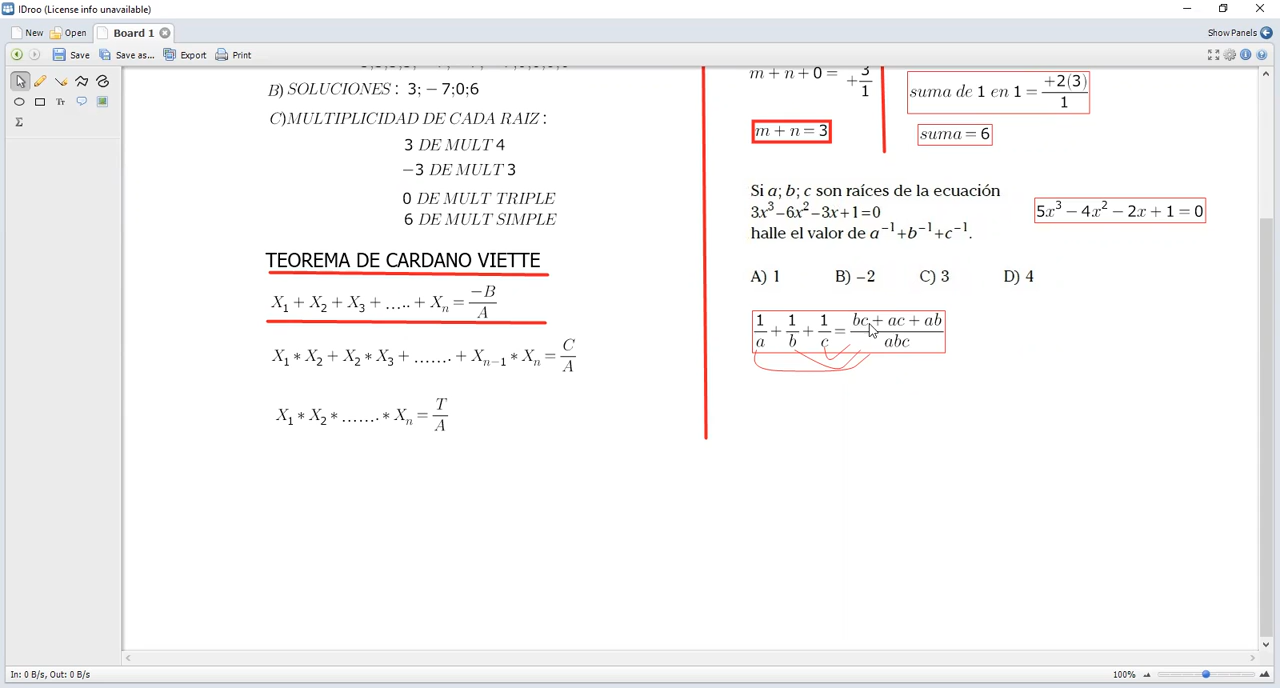 IDroo (License info unavailable)
New Open Board 1 Show Panels
Save Save as... Export Print
B) SOLUCIONES : 3; − 7;0;6
C)MULTIPLICIDAD DE CADA RAIZ :
3 DE MULT 4
−3 DE MULT 3
0 DE MULT TRIPLE
6 DE MULT SIMPLE
TEOREMA DE CARDANO VIETTE
X₁ + X₂ + X₃ + ..... + Xₙ = −B/A
X₁ * X₂ + X₂ * X₃ + ....... + Xₙ₋₁ * Xₙ = C/A
X₁ * X₂ * ....... * Xₙ = T/A
m + n + 0 = 3/+1
m + n = 3
suma de 1 en 1 = +2(3)/1
suma = 6
Si a; b; c son raíces de la ecuación
3x³−6x²−3x+1=0
halle el valor de a⁻¹+b⁻¹+c⁻¹.
5x³ − 4x² − 2x + 1 = 0
A) 1 B) −2 C) 3 D) 4
1/a + 1/b + 1/c = bc + ac + ab/abc
In: 0 B/s, Out: 0 B/s 100%